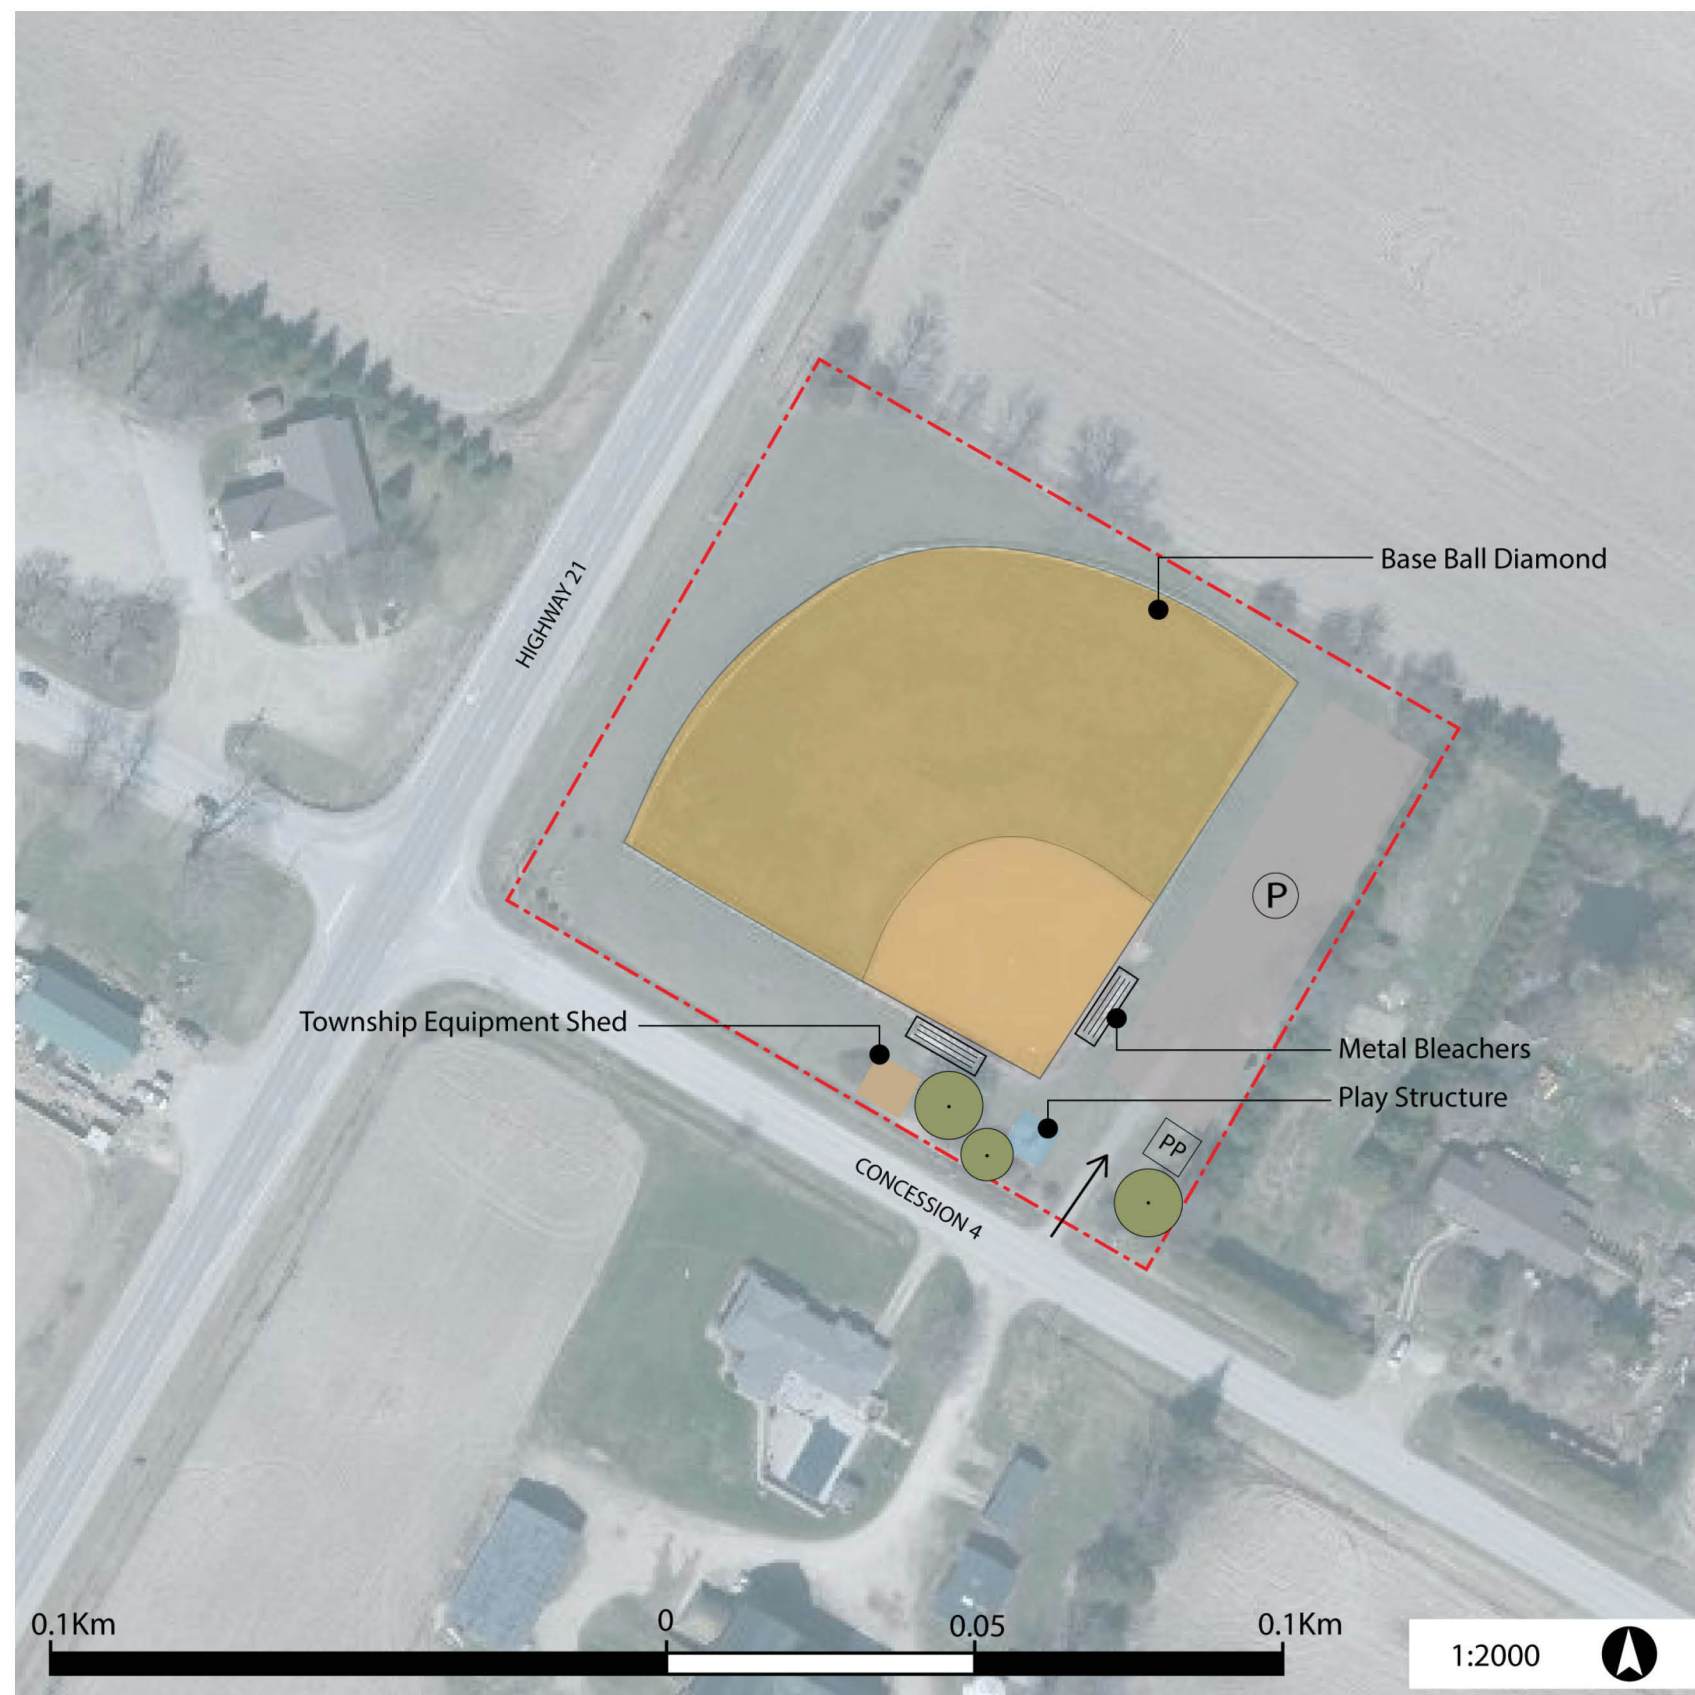 Base Ball Diamond
HIGHWAY 21
P
Township Equipment Shed
Metal Bleachers
Play Structure
PP
CONCESSION 4
0.1Km
0
0.05
0.1Km
1:2000